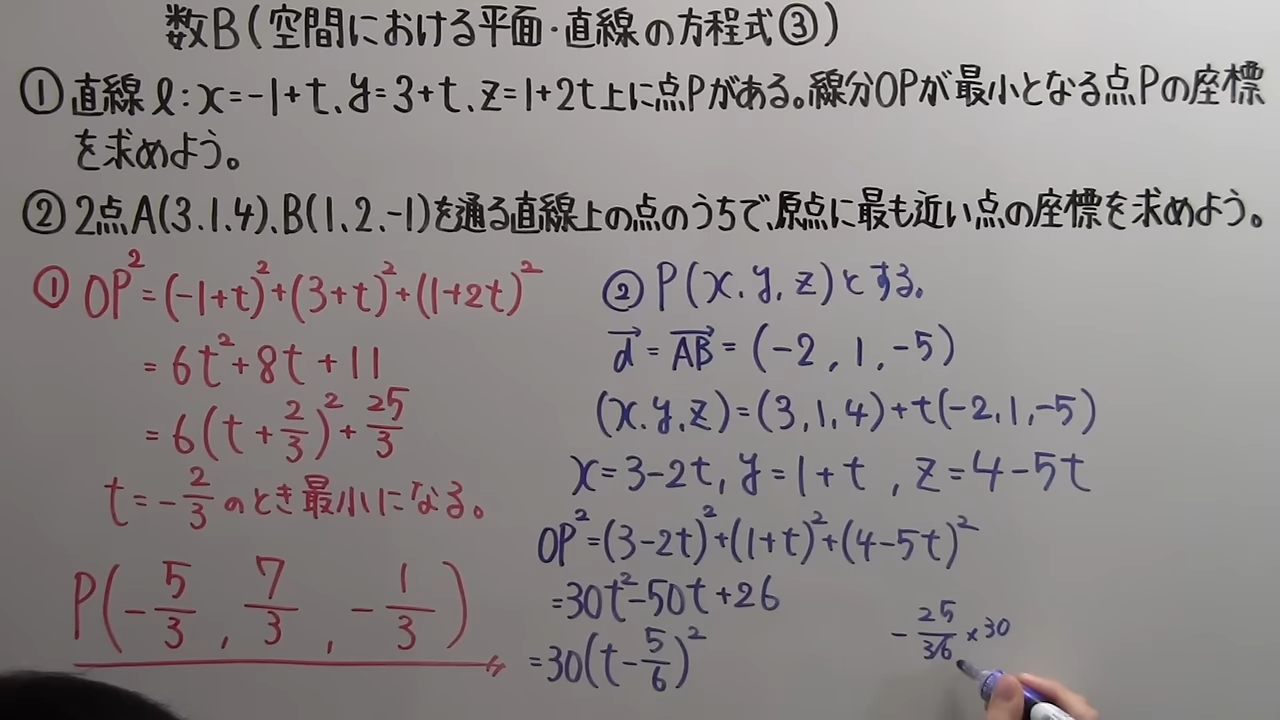 数B(空間における平面・直線の方程式③)
①直線ℓ:x=-1+t、y=3+t、z=1+2t上に点Pがある。線分OPが最小となる点Pの座標
を求めよう。
②2点A(3.1.4)、B(1.2.-1)を通る直線上の点のうちで、原点に最も近い点の座標を求めよう。
① OP²=(-1+t)²+(3+t)²+(1+2t)²
=6t²+8t+11
=6(t+2/3)²+25/3
t=-2/3のとき最小になる。
P(-5/3, 7/3, -1/3)
② P(x.y.z)とする。
d→=AB→=(-2,1,-5)
(x.y.z)=(3,1,4)+t(-2,1,-5)
x=3-2t, y=1+t, z=4-5t
OP²=(3-2t)²+(1+t)²+(4-5t)²
=30t²-50t+26
=30(t-5/6)²
-25/36×30